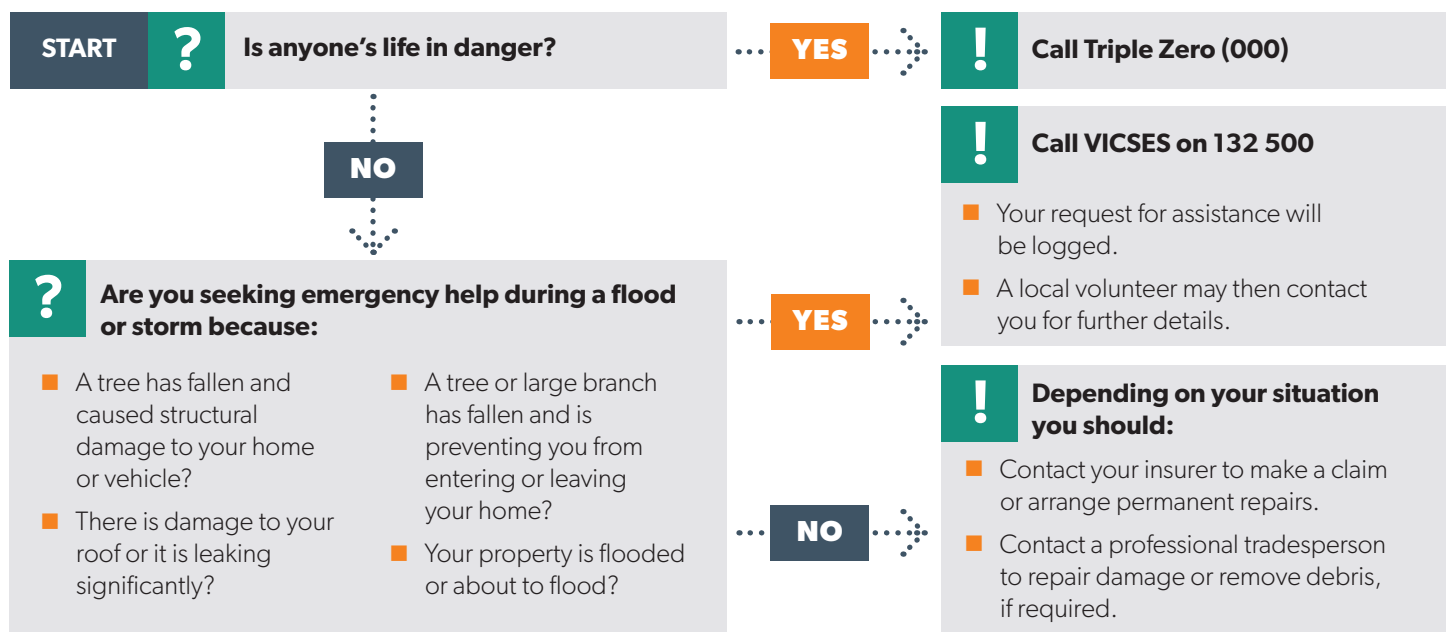 START
?
Is anyone’s life in danger?
YES
!
Call Triple Zero (000)
NO
?
Are you seeking emergency help during a flood
or storm because:
■ A tree has fallen and
caused structural
damage to your home
or vehicle?
■ There is damage to your
roof or it is leaking
significantly?
■ A tree or large branch
has fallen and is
preventing you from
entering or leaving
your home?
■ Your property is flooded
or about to flood?
YES
!
Call VICSES on 132 500
■ Your request for assistance will
be logged.
■ A local volunteer may then contact
you for further details.
NO
!
Depending on your situation
you should:
■ Contact your insurer to make a claim
or arrange permanent repairs.
■ Contact a professional tradesperson
to repair damage or remove debris,
if required.